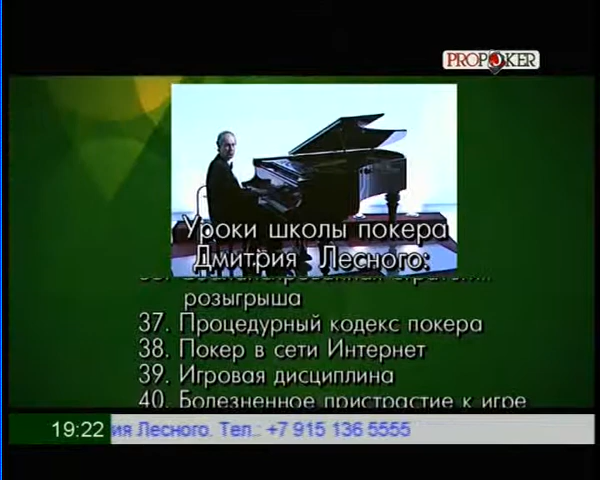 PROPOKER
Уроки школы покера
Дмитрия Лесного:
розыгрыша
37. Процедурный кодекс покера
38. Покер в сети Интернет
39. Игровая дисциплина
40. Болезненное пристрастие к игре
19:22 ия Лесного. Тел.: +7 915 136 5555